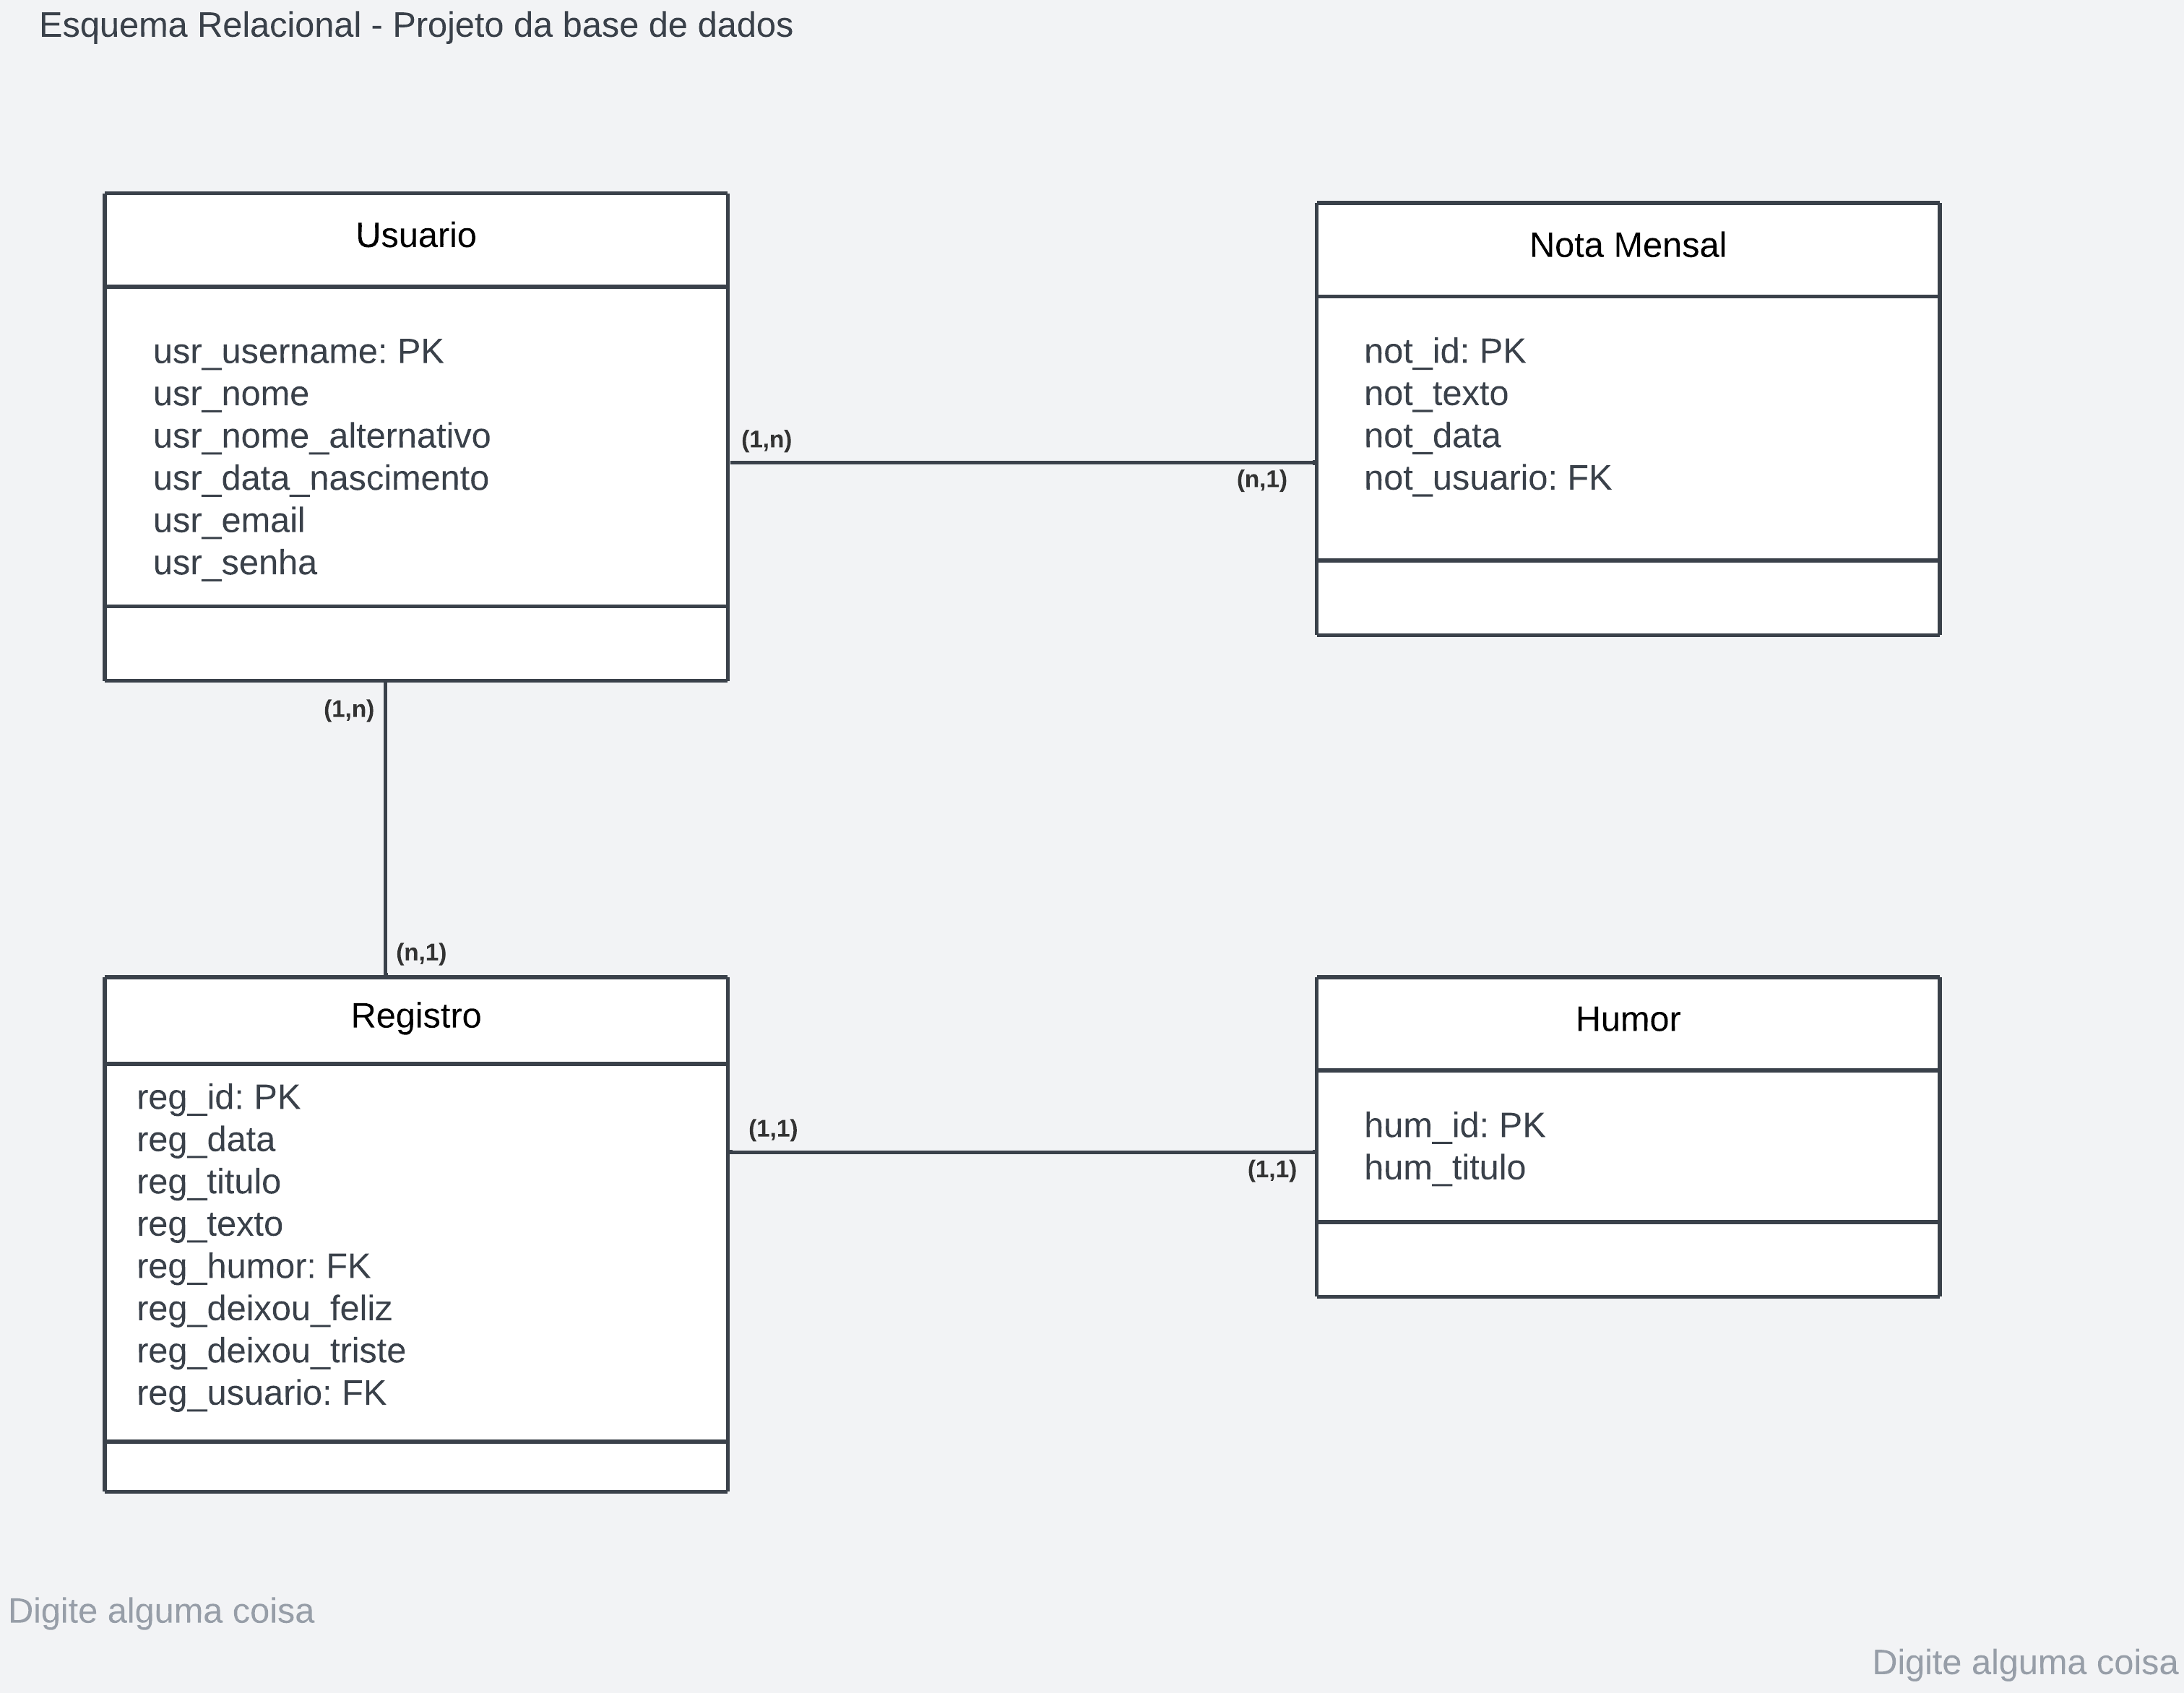 Esquema Relacional - Projeto da base de dados
Usuario
usr_username: PK
usr_nome
usr_nome_alternativo
usr_data_nascimento
usr_email
usr_senha
(1,n)
(n,1)
Nota Mensal
not_id: PK
not_texto
not_data
not_usuario: FK
(1,n)
(n,1)
Registro
reg_id: PK
reg_data
reg_titulo
reg_texto
reg_humor: FK
reg_deixou_feliz
reg_deixou_triste
reg_usuario: FK
(1,1)
(1,1)
Humor
hum_id: PK
hum_titulo
Digite alguma coisa
Digite alguma coisa